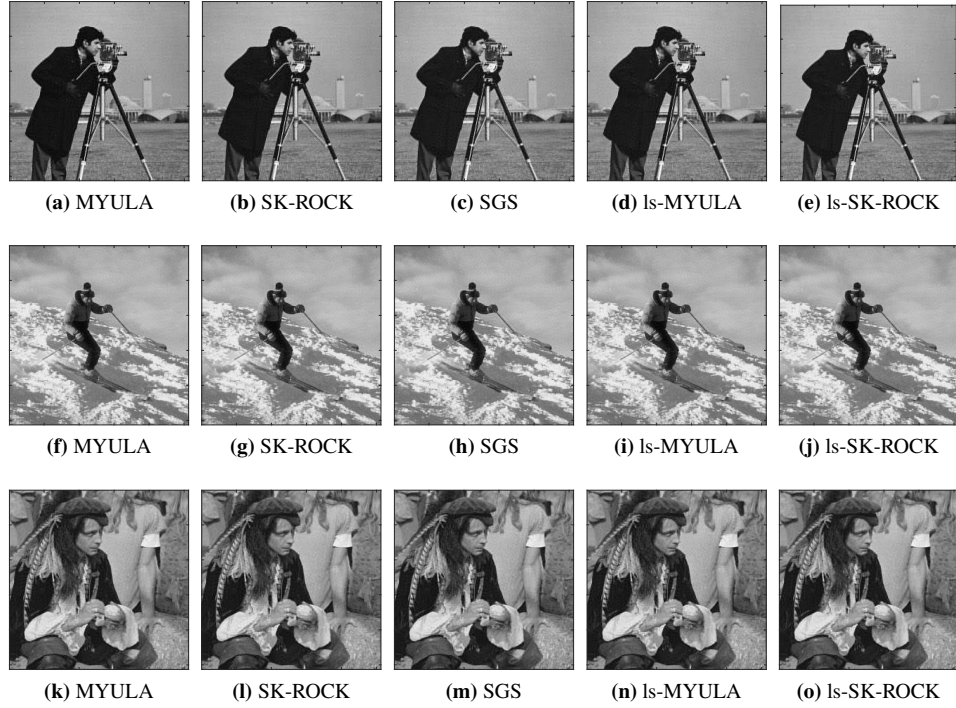 (a) MYULA (b) SK-ROCK (c) SGS (d) ls-MYULA (e) ls-SK-ROCK
(f) MYULA (g) SK-ROCK (h) SGS (i) ls-MYULA (j) ls-SK-ROCK
(k) MYULA (l) SK-ROCK (m) SGS (n) ls-MYULA (o) ls-SK-ROCK